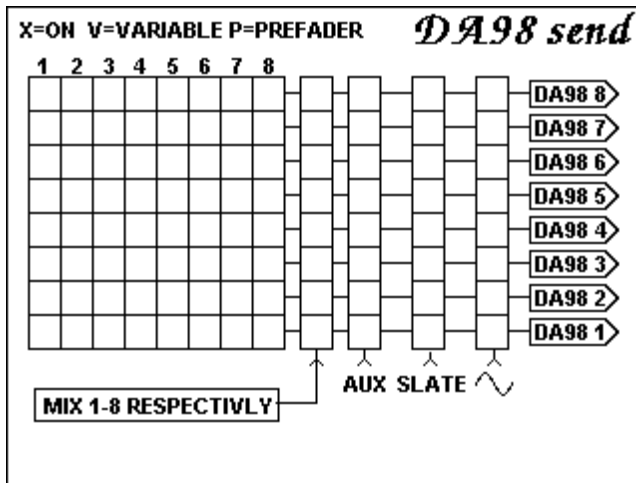 X=ON V=VARIABLE P=PREFADER
DA98 send
1 2 3 4 5 6 7 8
DA98 8
DA98 7
DA98 6
DA98 5
DA98 4
DA98 3
DA98 2
DA98 1
AUX SLATE
MIX 1-8 RESPECTIVLY